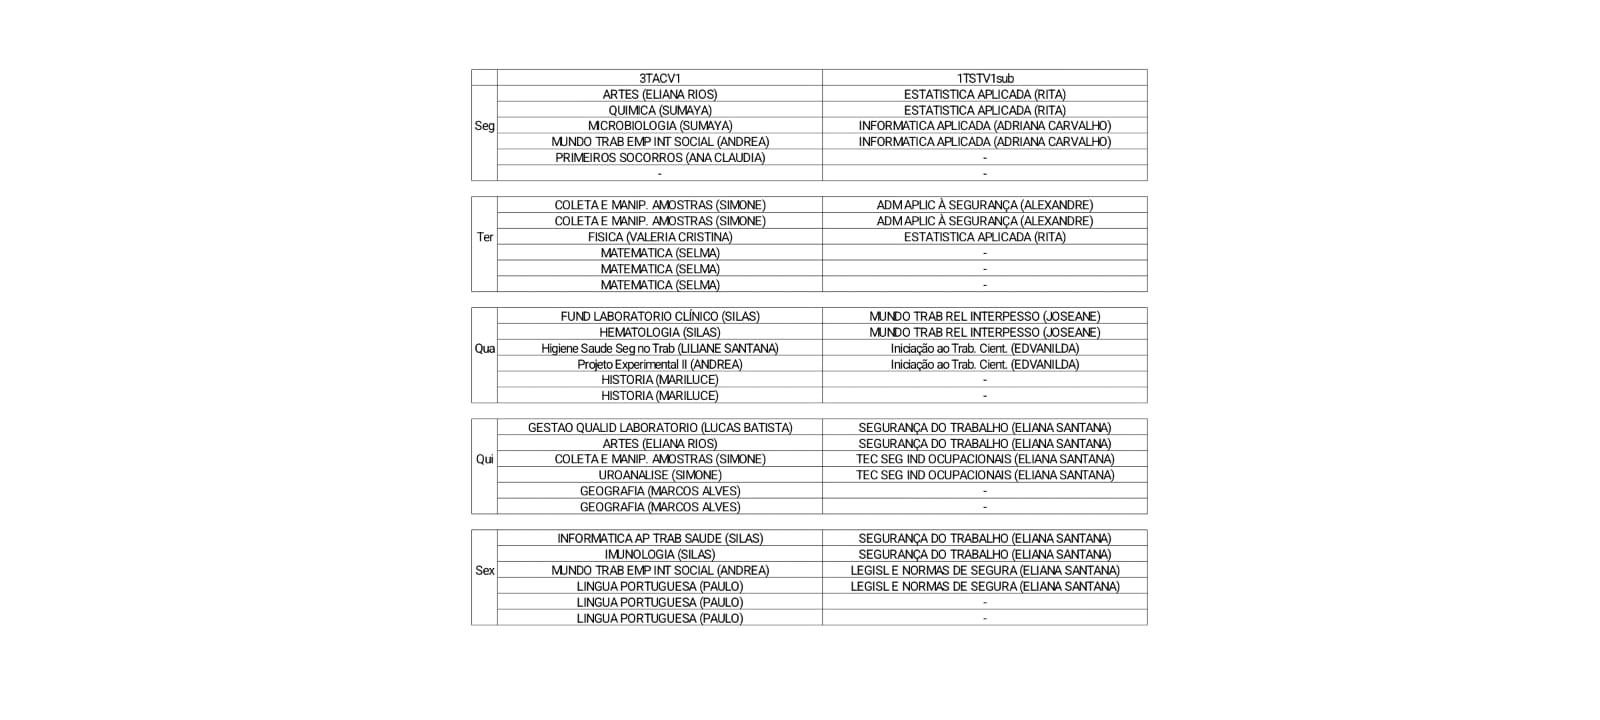 3TACV1 1TSTV1sub
ARTES (ELIANA RIOS) ESTATISTICA APLICADA (RITA)
QUIMICA (SUMAYA) ESTATISTICA APLICADA (RITA)
Seg MICROBIOLOGIA (SUMAYA) INFORMATICA APLICADA (ADRIANA CARVALHO)
MUNDO TRAB EMP INT SOCIAL (ANDREA) INFORMATICA APLICADA (ADRIANA CARVALHO)
PRIMEIROS SOCORROS (ANA CLAUDIA) -
- -
COLETA E MANIP. AMOSTRAS (SIMONE) ADM APLIC À SEGURANÇA (ALEXANDRE)
COLETA E MANIP. AMOSTRAS (SIMONE) ADM APLIC À SEGURANÇA (ALEXANDRE)
Ter FISICA (VALERIA CRISTINA) ESTATISTICA APLICADA (RITA)
MATEMATICA (SELMA) -
MATEMATICA (SELMA) -
MATEMATICA (SELMA) -
FUND LABORATORIO CLÍNICO (SILAS) MUNDO TRAB REL INTERPESSO (JOSEANE)
HEMATOLOGIA (SILAS) MUNDO TRAB REL INTERPESSO (JOSEANE)
Qua Higiene Saude Seg no Trab (LILIANE SANTANA) Iniciação ao Trab. Cient. (EDVANILDA)
Projeto Experimental II (ANDREA) Iniciação ao Trab. Cient. (EDVANILDA)
HISTORIA (MARILUCE) -
HISTORIA (MARILUCE) -
GESTAO QUALID LABORATORIO (LUCAS BATISTA) SEGURANÇA DO TRABALHO (ELIANA SANTANA)
ARTES (ELIANA RIOS) SEGURANÇA DO TRABALHO (ELIANA SANTANA)
Qui COLETA E MANIP. AMOSTRAS (SIMONE) TEC SEG IND OCUPACIONAIS (ELIANA SANTANA)
UROANALISE (SIMONE) TEC SEG IND OCUPACIONAIS (ELIANA SANTANA)
GEOGRAFIA (MARCOS ALVES) -
GEOGRAFIA (MARCOS ALVES) -
INFORMATICA AP TRAB SAUDE (SILAS) SEGURANÇA DO TRABALHO (ELIANA SANTANA)
IMUNOLOGIA (SILAS) SEGURANÇA DO TRABALHO (ELIANA SANTANA)
Sex MUNDO TRAB EMP INT SOCIAL (ANDREA) LEGISL E NORMAS DE SEGURA (ELIANA SANTANA)
LINGUA PORTUGUESA (PAULO) LEGISL E NORMAS DE SEGURA (ELIANA SANTANA)
LINGUA PORTUGUESA (PAULO) -
LINGUA PORTUGUESA (PAULO) -